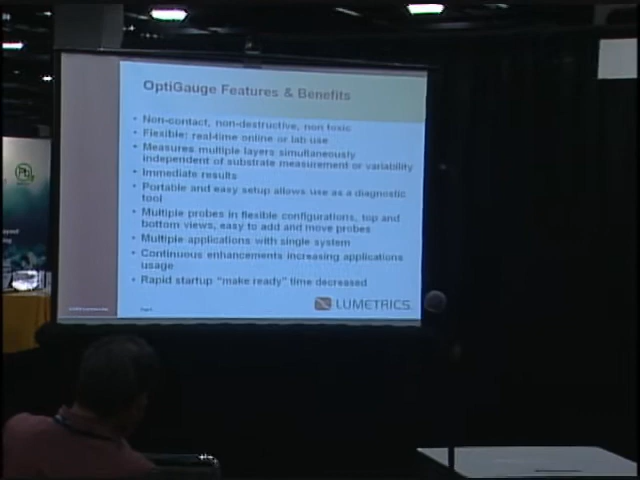 OptiGauge Features & Benefits
• Non-contact, non-destructive, non toxic
• Flexible: real-time online or lab use
• Measures multiple layers simultaneously
independent of substrate measurement or variability
• Immediate results
• Portable and easy setup allows use as a diagnostic
tool
• Multiple probes in flexible configurations, top and
bottom views, easy to add and move probes
• Multiple applications with single system
• Continuous enhancements increasing applications
usage
• Rapid startup "make ready" time decreased
LUMETRICS